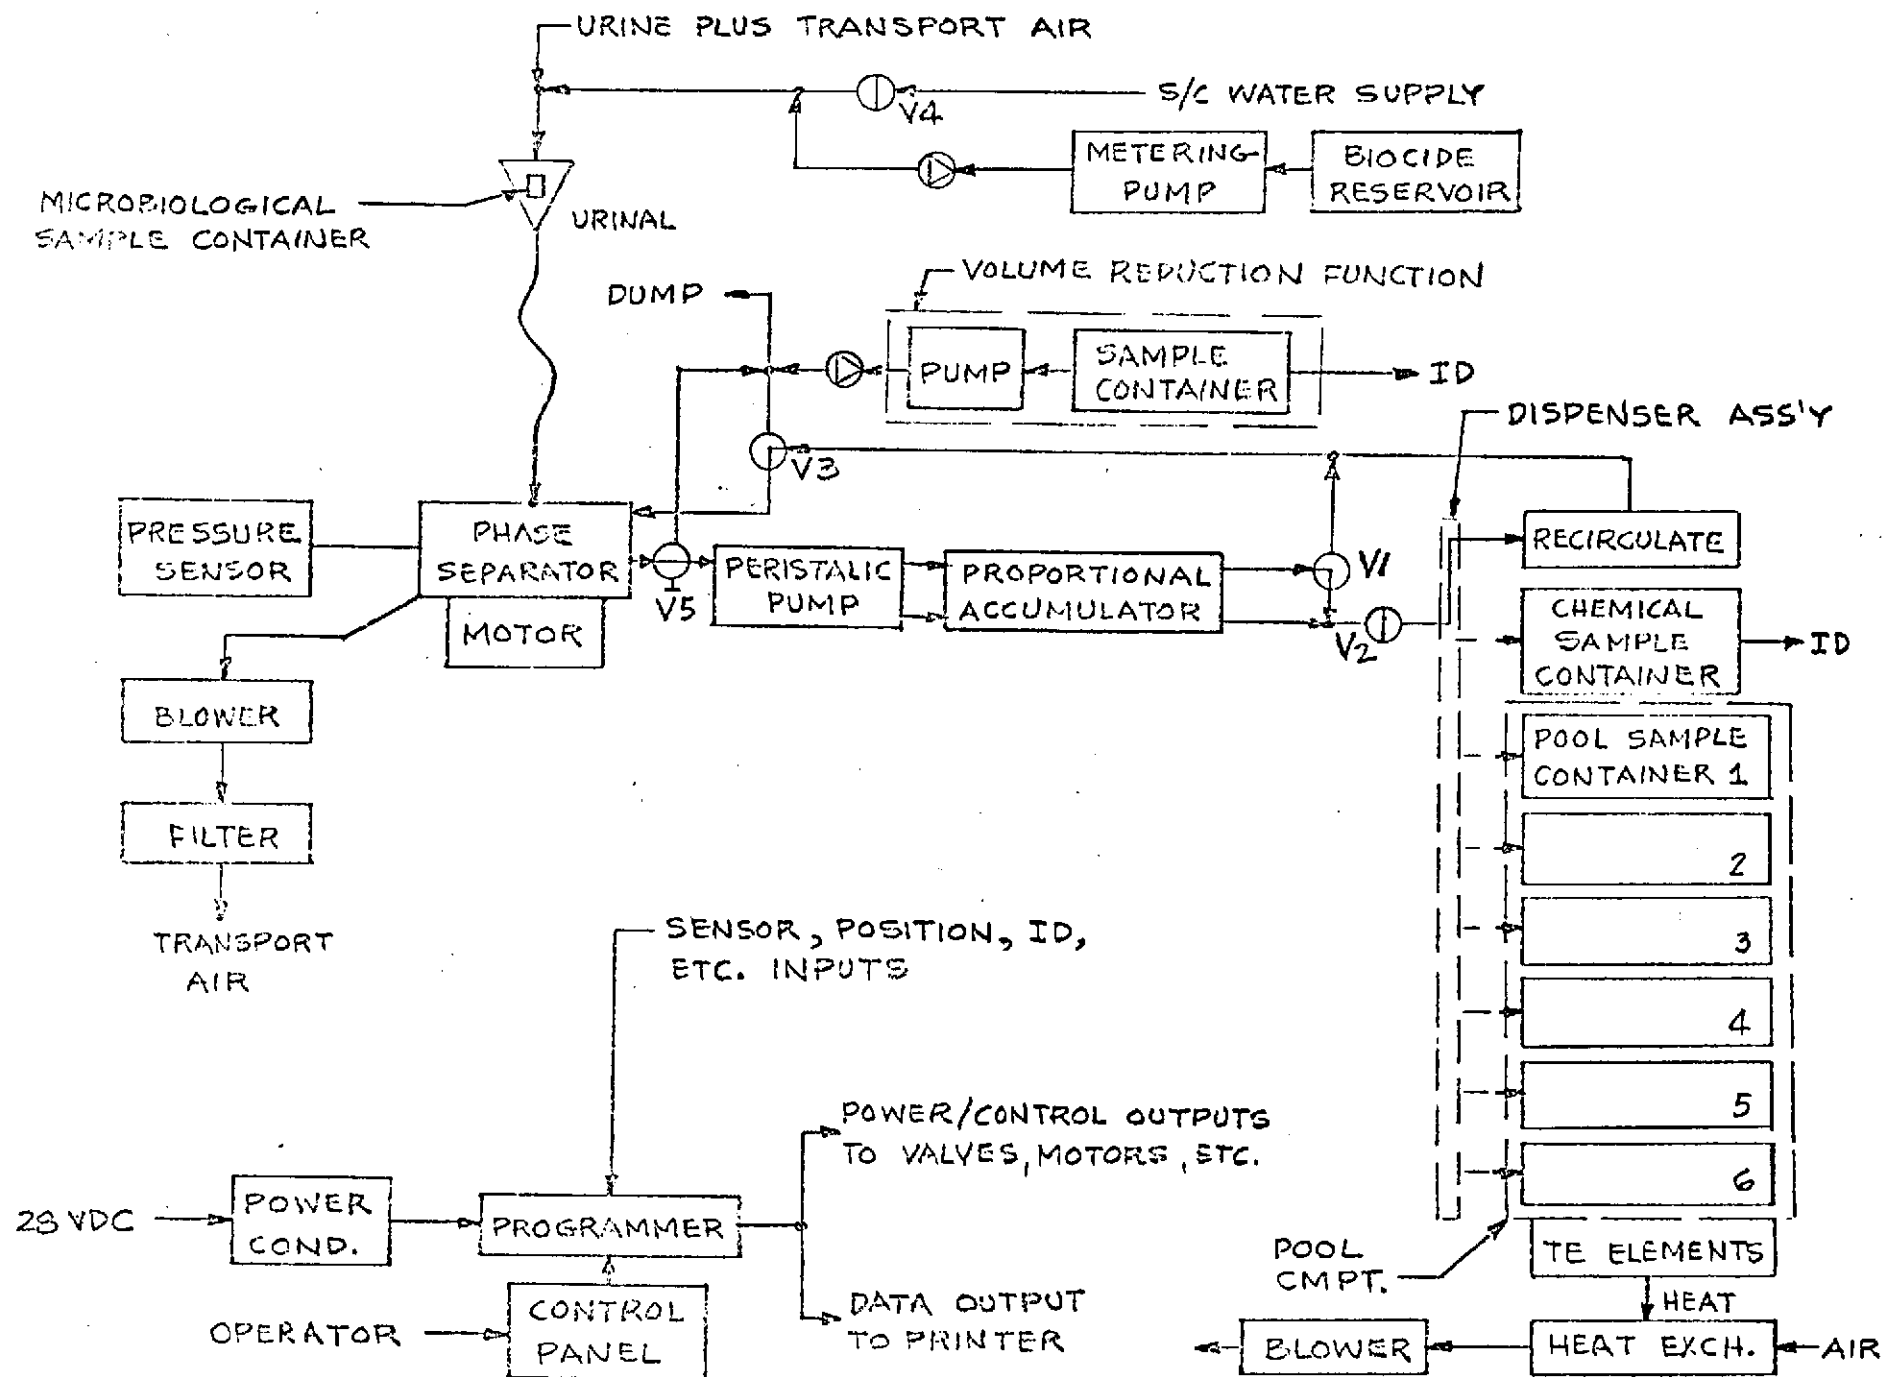 URINE PLUS TRANSPORT AIR
S/C WATER SUPPLY
V4
METERING-
PUMP
BIOCIDE
RESERVOIR
MICROBIOLOGICAL
SAMPLE CONTAINER
URINAL
VOLUME REDUCTION FUNCTION
DUMP
PUMP
SAMPLE
CONTAINER
ID
DISPENSER ASS'Y
V3
PRESSURE
SENSOR
PHASE
SEPARATOR
MOTOR
V5
PERISTALIC
PUMP
PROPORTIONAL
ACCUMULATOR
V1
V2
RECIRCULATE
CHEMICAL
SAMPLE
CONTAINER
ID
BLOWER
FILTER
TRANSPORT
AIR
POOL SAMPLE
CONTAINER 1
2
3
4
5
6
SENSOR, POSITION, ID,
ETC. INPUTS
POWER/CONTROL OUTPUTS
TO VALVES, MOTORS, ETC.
28 VDC
POWER
COND.
PROGRAMMER
OPERATOR
CONTROL
PANEL
DATA OUTPUT
TO PRINTER
POOL
CMPT.
TE ELEMENTS
HEAT
HEAT EXCH.
AIR
BLOWER